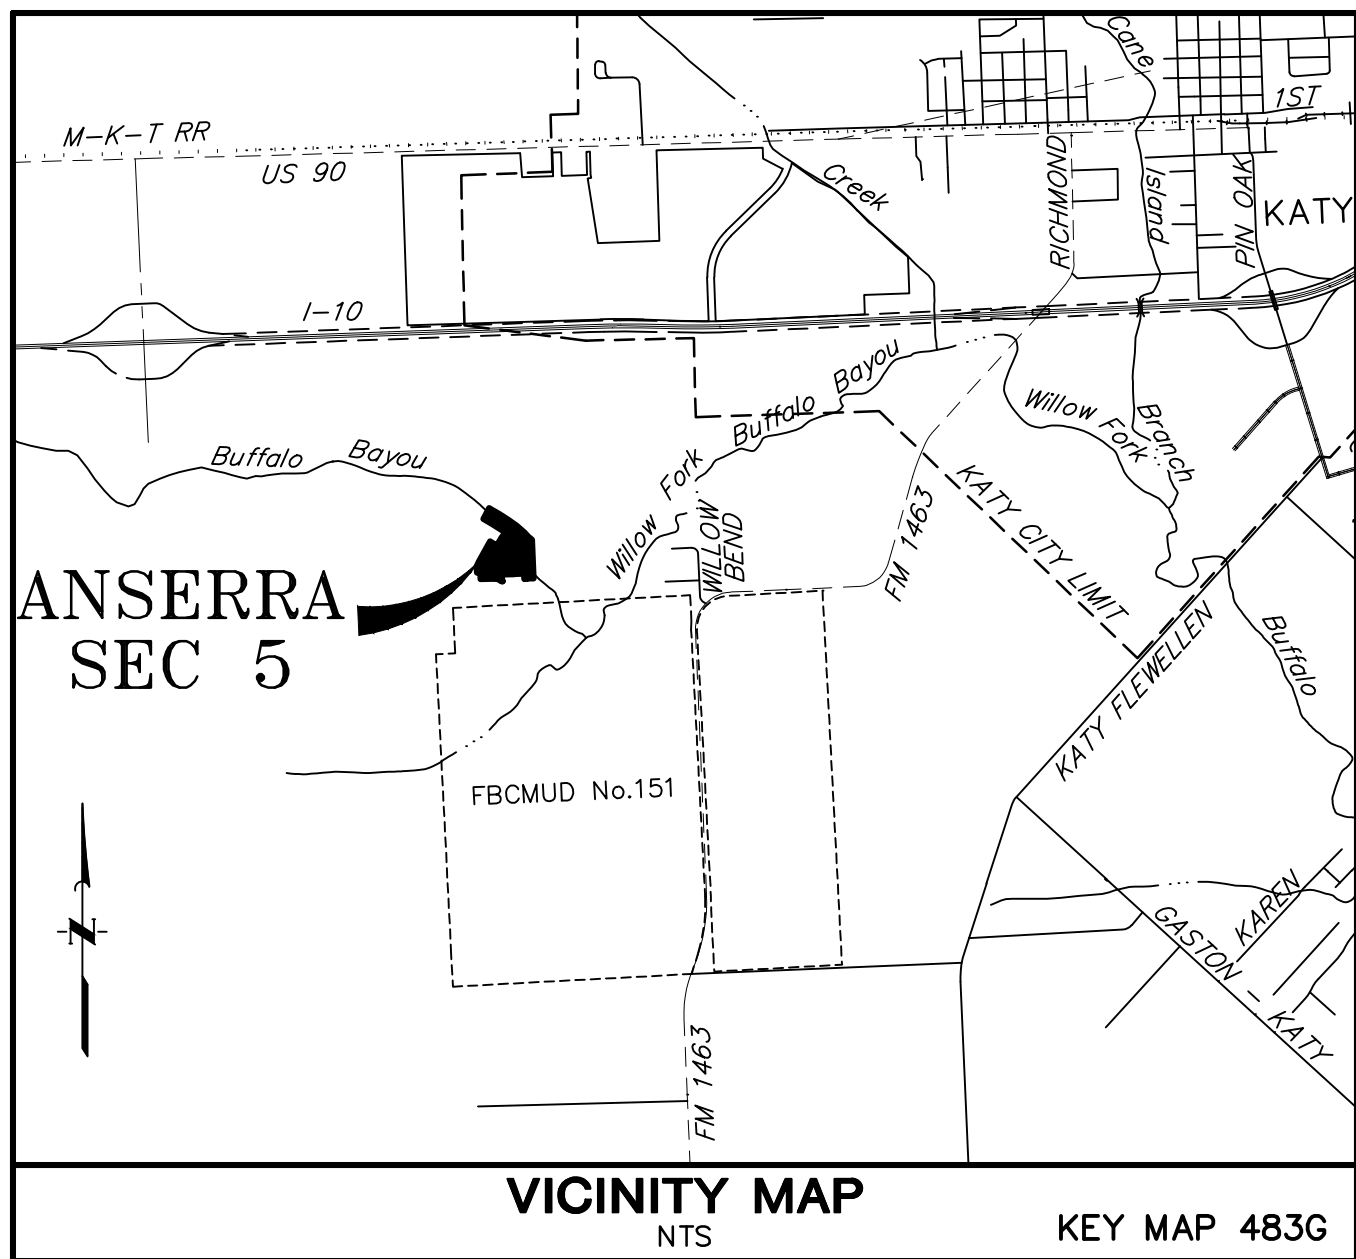 Cane
1ST
M-K-T RR
US 90
Creek
RICHMOND
Island
PIN OAK
KATY
I-10
Buffalo Bayou
Willow Fork
Branch
Buffalo Bayou
Willow Fork
WILLOW
BEND
KATY CITY LIMIT
FM 1463
ANSERRA
SEC 5
KATY FLEWELLEN
Buffalo
FBCMUD No.151
KAREN
GASTON - KATY
N
FM 1463
VICINITY MAP
NTS
KEY MAP 483G